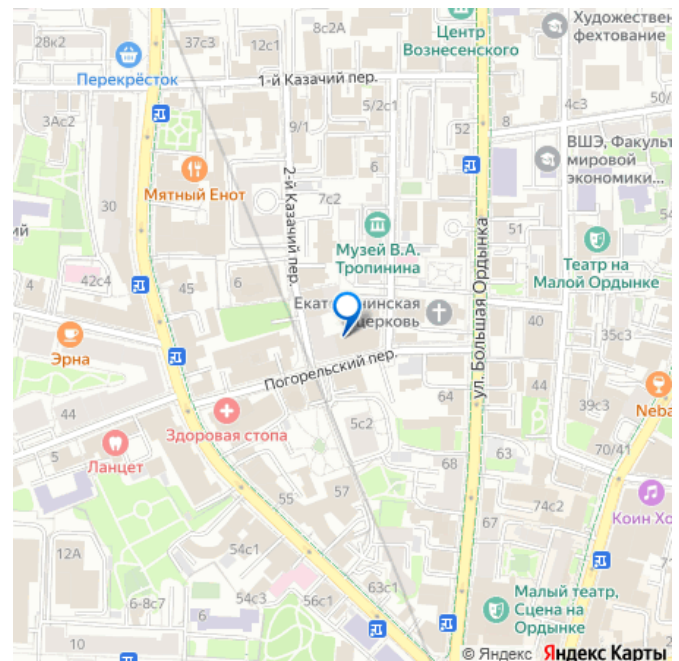 8с2А
Художествен
фехтование
Центр
Вознесенского
28к2
37с3
12с1
Перекрёсток
1-й Казачий пер.
50/
5/2с1
4с3
3Ас2
9/1
52
8
6
ВШЭ, Факульт
мировой
экономики...
2-й Казачий пер.
Мятный Енот
7с2
30
ул. Большая Ордынка
51
Музей В.А.
Тропинина
ий
Театр на
Малой Ордынке
4
42с4
45
6
Екат нинская
церковь
40
35с3
Эрна
Погорельский пер.
64
39с3
Neba
44
Здоровая стопа
5с2
70/41
5
Ланцет
68
63
57
55
74с2
Коин Хо
67
54с1
12А
63с1
Малый театр,
Сцена на
Ордынке
6-8с7
6
54с3
56с1
10
© Яндекс Яндекс Карты